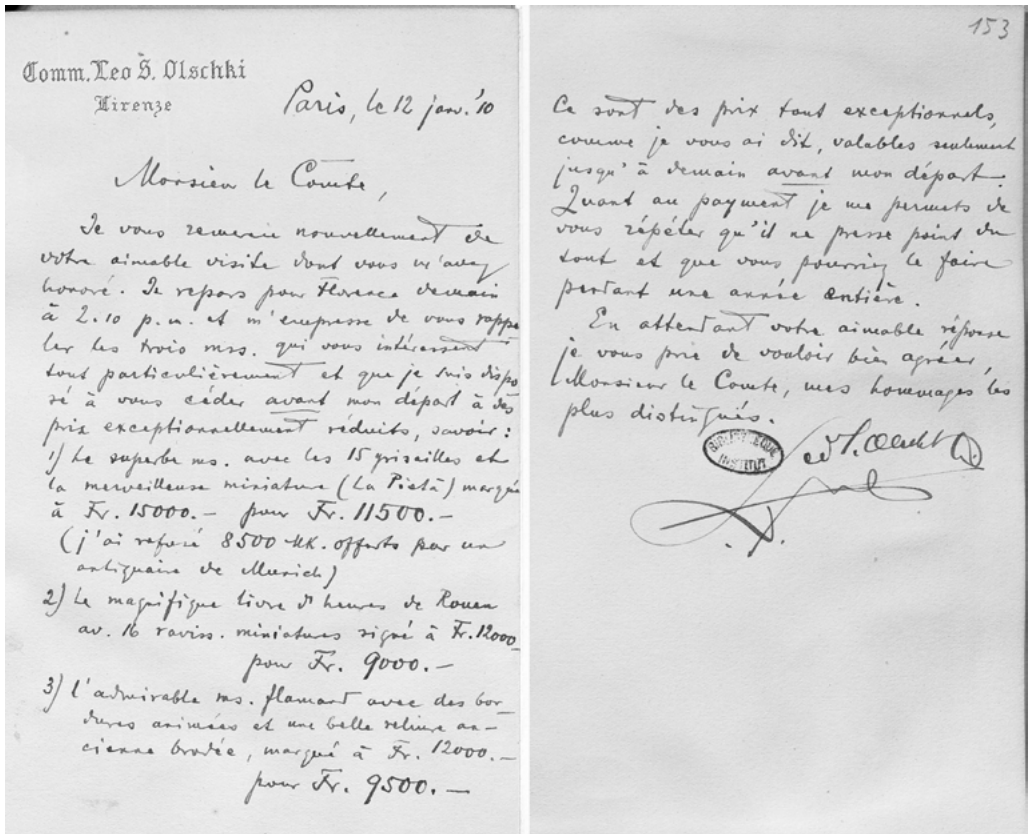 Comm. Leo S. Olschki
Firenze
Paris, le 12 janv. '10
Monsieur le Comte,
Je vous remercie nouvellement de
votre aimable visite dont vous m'avez
honoré. Je repars pour Florence demain
à 2.10 p.m. et m'empresse de vous rappe
ler les trois mss. qui vous intéressent
tout particulièrement et que je suis dispo
sé à vous céder avant mon départ à des
prix exceptionnellement réduits, savoir :
1) Le superbe ms. avec les 15 grisailles et
la merveilleuse miniature (La Pietà) marqué
à Fr. 15000.- pour Fr. 11500.-
(j'ai refusé 8500 Mk. offerts par un
antiquaire de Munich)
2) Le magnifique livre d'heures de Rouen
av. 16 raviss. miniatures signé à Fr. 12000
pour Fr. 9000.-
3) l'admirable ms. flamand avec des bor_
dures animées et une belle reliure an-
cienne brodée, marqué à Fr. 12000.-
pour Fr. 9500.-
153
Ce sont des prix tout exceptionnels,
comme je vous ai dit, valables seulement
jusqu'à demain avant mon départ.
Quant au payment je me permets de
vous répéter qu'il ne presse point du
tout et que vous pourriez le faire
pendant une année entière.
En attendant votre aimable réponse
je vous prie de vouloir bien agréer,
Monsieur le Comte, mes hommages les
plus distingués.
BIBLIOTHÈQUE
INSTITUT